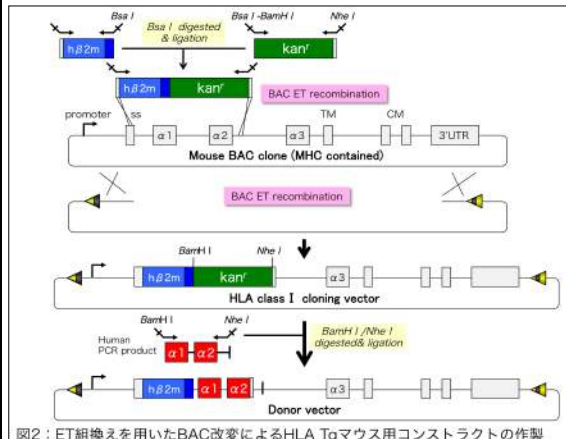 Bsa I
Bsa I -BamH I
Nhe I
Bsa I digested
& ligation
hβ2m
kanʳ
hβ2m
kanʳ
BAC ET recombination
promoter
ss
α1
α2
α3
TM
CM
3'UTR
Mouse BAC clone (MHC contained)
BAC ET recombination
BamH I
Nhe I
hβ2m
kanʳ
α3
HLA class I cloning vector
BamH I
Nhe I
Human
PCR product
α1
α2
BamH I /Nhe I
digested& ligation
hβ2m
α1
α2
α3
Donor vector
図2：ET組換えを用いたBAC改変によるHLA Tgマウス用コンストラクトの作製